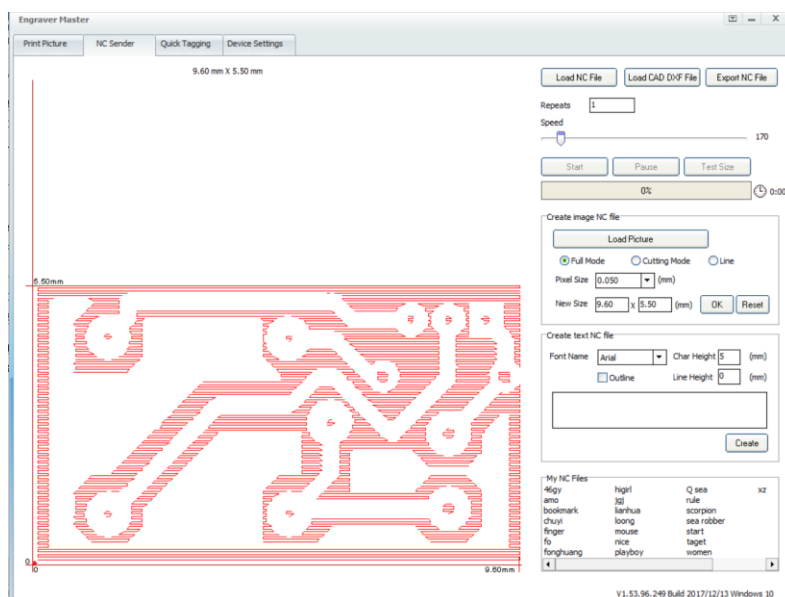 Engraver Master
Print Picture NC Sender Quick Tagging Device Settings
9.60 mm X 5.50 mm
Load NC File Load CAD DXF File Export NC File
Repeats 1
Speed
170
Start Pause Test Size
0% 0:00
Create image NC file
Load Picture
Full Mode Cutting Mode Line
Pixel Size 0.050 (mm)
New Size 9.60 x 5.50 (mm) OK Reset
5.50mm
Create text NC file
Font Name Arial Char Height 5 (mm)
Outline Line Height 0 (mm)
Create
My NC Files
46gy higirl Q sea xz
amo jgj rule
bookmark lianhua scorpion
chuyi loong sea robber
finger mouse start
fo nice taget
fonghuang playboy women
0
0 9.60mm
V1.53.96.249 Build 2017/12/13 Windows 10